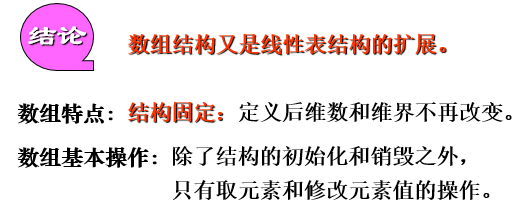 结论
数组结构又是线性表结构的扩展。
数组特点：结构固定：定义后维数和维界不再改变。
数组基本操作：除了结构的初始化和销毁之外，
只有取元素和修改元素值的操作。